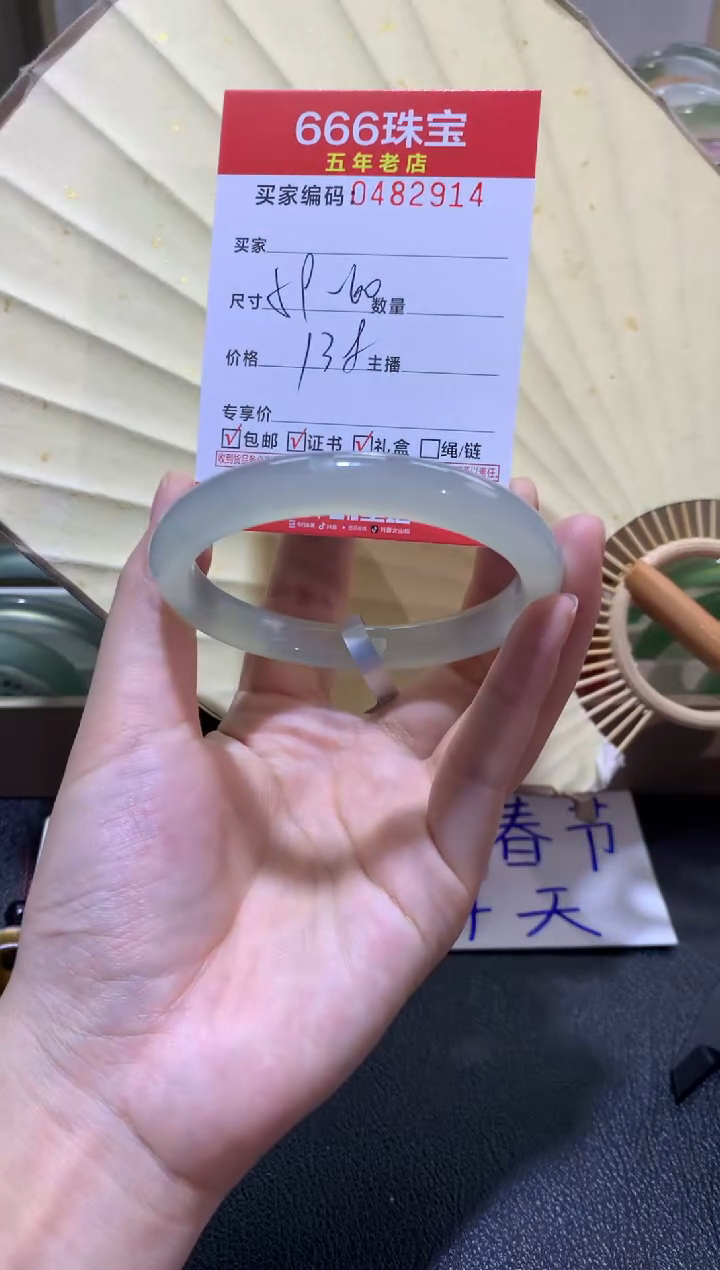 666珠宝
五年老店
买家编码:0482914
买家
尺寸 数量
价格 138 主播
专享价
包邮 证书 礼盒 绳/链
春节
天